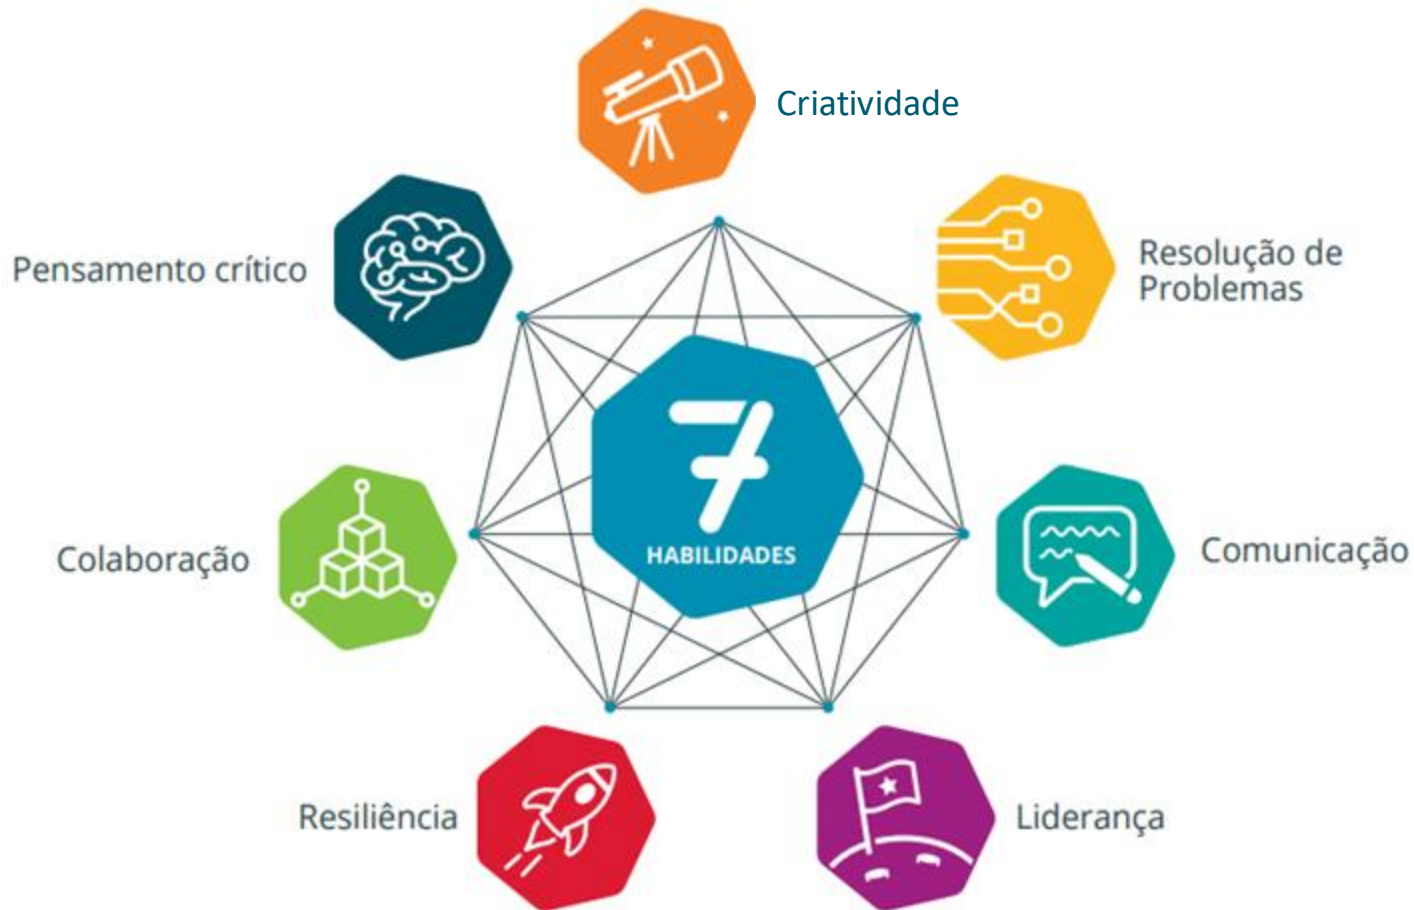 Criatividade
Pensamento crítico
Resolução de
Problemas
7
HABILIDADES
Colaboração
Comunicação
Resiliência
Liderança